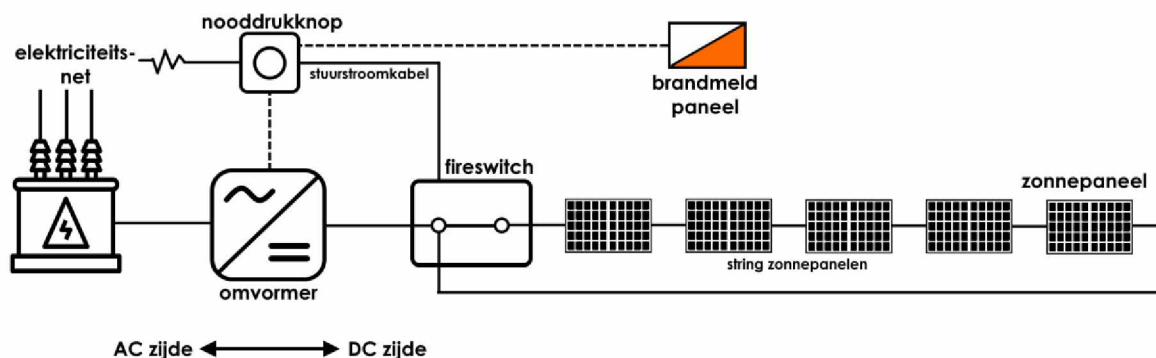 nooddrukknop
elektriciteits-
net
stuurstroomkabel
brandmeld
paneel
fireswitch
zonnepaneel
string zonnepanelen
omvormer
AC zijde
DC zijde